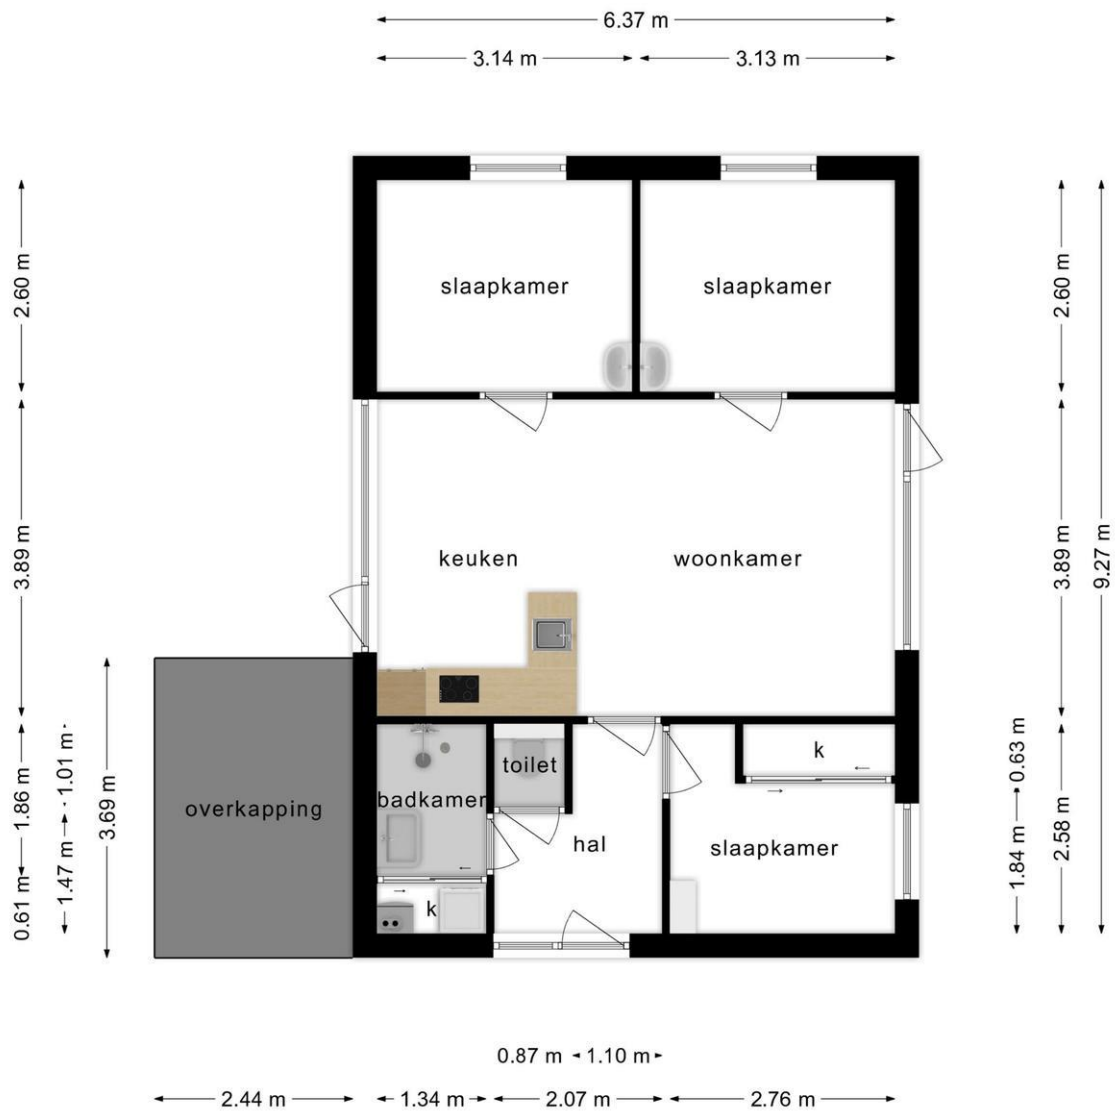 6.37 m
3.14 m
3.13 m
2.60 m
slaapkamer
slaapkamer
2.60 m
3.89 m
keuken
woonkamer
3.89 m
9.27 m
0.61 m
1.86 m
1.47 m
1.01 m
3.69 m
overkapping
badkamer
toilet
hal
k
slaapkamer
k
1.84 m
0.63 m
2.58 m
0.87 m
1.10 m
2.44 m
1.34 m
2.07 m
2.76 m